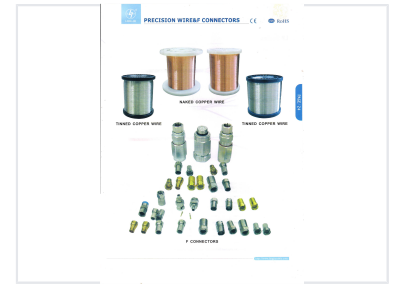 PRECISION WIRE&F CONNECTORS
CE
RoHS
NAKED COPPER WIRE
TINNED COPPER WIRE
TINNED COPPER WIRE
F CONNECTORS